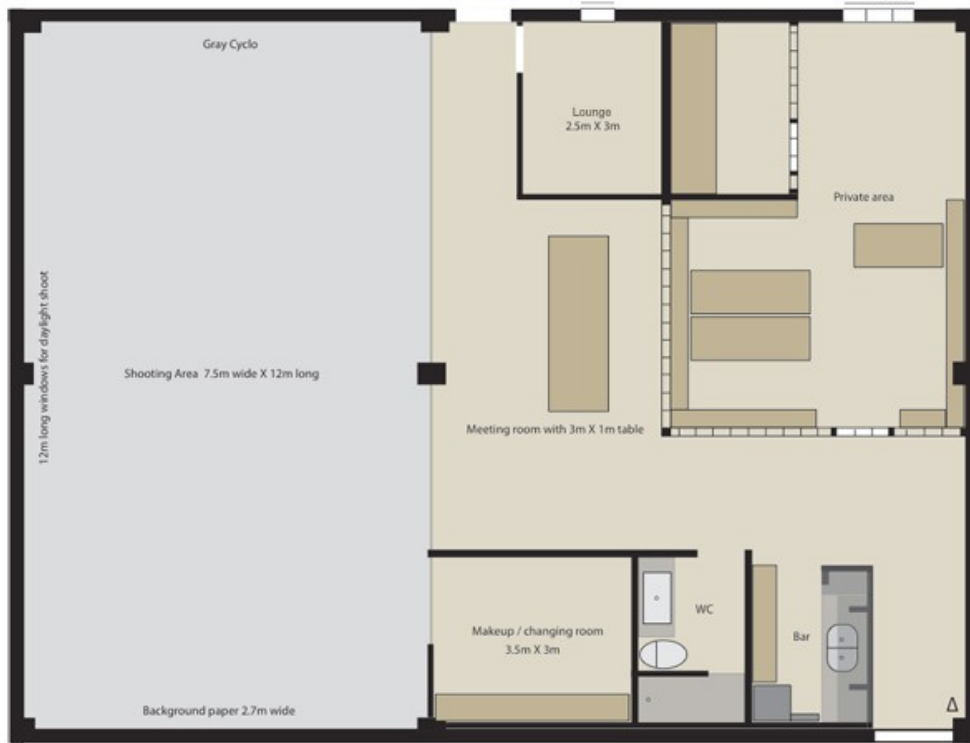 Gray Cyclo
Lounge
2.5m X 3m
Private area
12m long windows for daylight shoot
Shooting Area 7.5m wide X 12m long
Meeting room with 3m X 1m table
Makeup / changing room
3.5m X 3m
WC
Bar
Background paper 2.7m wide